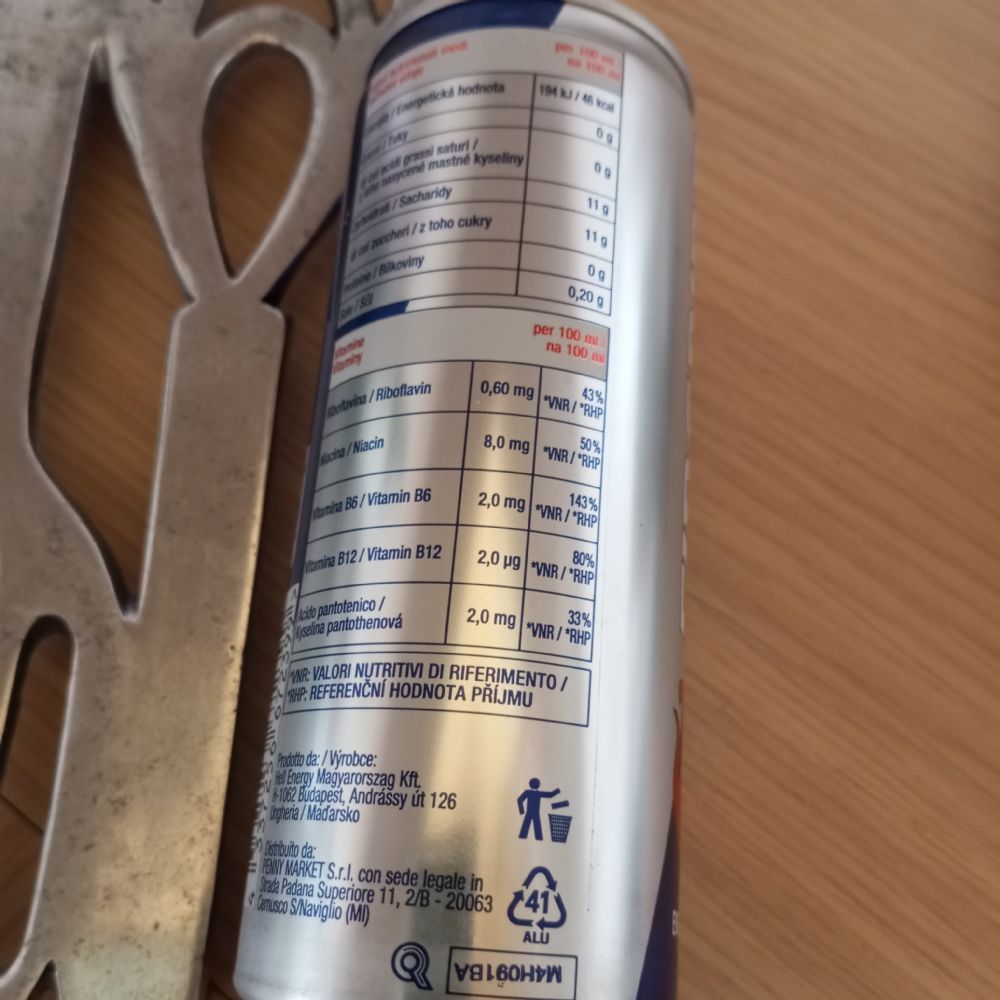 per 100 ml /
na 100 ml
Energetická hodnota
194 kJ / 46 kcal
/ Tuky
0 g
di cui acidi grassi saturi /
z toho nasycené mastné kyseliny
0 g
Carboidrati / Sacharidy
11 g
di cui zuccheri / z toho cukry
11 g
Proteine / Bílkoviny
0 g
Sale / Sůl
0,20 g
Vitamine
Vitaminy
per 100 ml /
na 100 ml
Riboflavina / Riboflavin
0,60 mg
43%
*VNR / *RHP
Niacina / Niacin
8,0 mg
50%
*VNR / *RHP
Vitamina B6 / Vitamin B6
2,0 mg
143%
*VNR / *RHP
Vitamina B12 / Vitamin B12
2,0 µg
80%
*VNR / *RHP
Acido pantotenico /
Kyselina pantothenová
2,0 mg
33%
*VNR / *RHP
*VNR: VALORI NUTRITIVI DI RIFERIMENTO /
*RHP: REFERENČNÍ HODNOTA PŘÍJMU
Prodotto da: / Výrobce:
Hell Energy Magyarország Kft.
H-1062 Budapest, Andrássy út 126
Ungheria / Maďarsko
Distribuito da:
PENNY MARKET S.r.l. con sede legale in
Strada Padana Superiore 11, 2/B - 20063
Cernusco S/Naviglio (MI)
41
ALU
M4H091BA